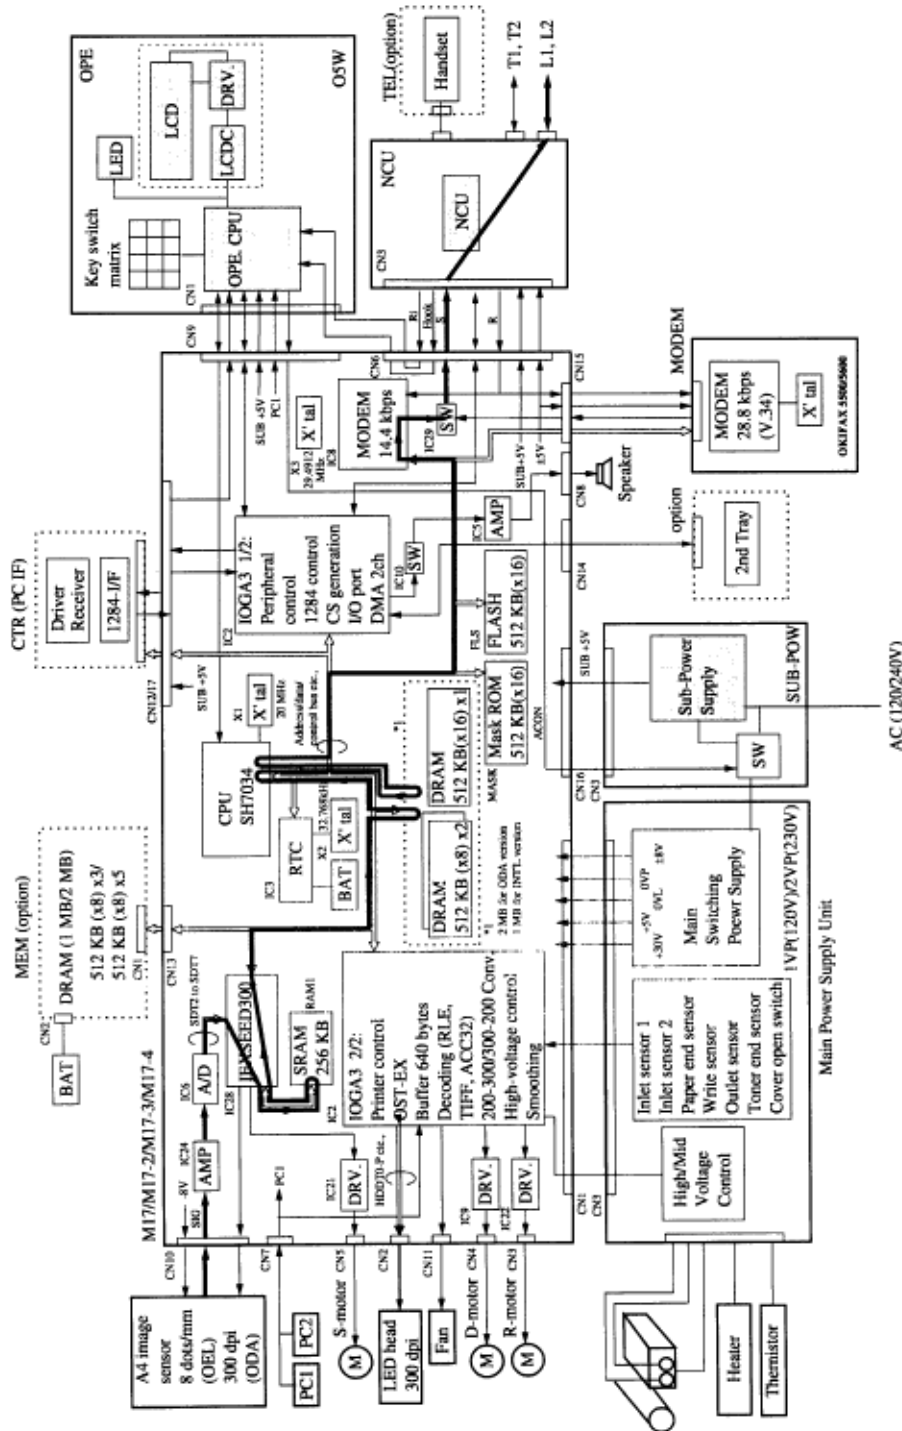 OPE
O5W
LCD
DRV.
LCDC
LED
Key switch
matrix
OPE. CPU
CN1
CN9
TEL(option)
Handset
T1, T2
L1, L2
NCU
NCU
CN3
RI
Hook
S
R
CN6
CN15
MODEM
MODEM
28.8 kbps
(V.34)
X' tal
OKIFAX 5500/5600
SUB +5V
PC1
X' tal
X3
29.4912
MHz
IC8
MODEM
14.4 kbps
IC29
SW
SUB+5V
±5V
CN8
Speaker
CTR (PC IF)
Driver
Receiver
1284-I/F
CN12/17
SUB +5V
IC2
IOGA3 1/2:
Peripheral
control
1284 control
CS generation
I/O port
DMA 2ch
IC10
SW
IC5
AMP
CN14
option
2nd Tray
X1
X' tal
20 MHz
Address/data/
control bus etc.,
CPU
SH7034
IC3
RTC
32.768kHz
X2
X' tal
BAT
*1
DRAM
512 KB(x16) x1
DRAM
512 KB (x8) x2
*1
2 MB for ODA version
1 MB for INT'L version
FLS
FLASH
512 KB(x16)
MASK
Mask ROM
512 KB(x16)
ACON
SUB +5V
CN16
CN3
Sub-Power
Supply
SUB-POW
SW
AC (120/240V)
MEM (option)
DRAM (1 MB/2 MB)
512 KB (x8) x3/
512 KB (x8) x5
CN1
CN2
BAT
CN13
M17/M17-2/M17-3/M17-4
SDT2 to SDT7
IC6
A/D
IC24
AMP
-8V
SIG
IC28
SRAM
256 KB
RAM1
IC2
IOGA3 2/2:
Printer control
OST-EX
Buffer 640 bytes
Decoding (RLE,
TIFF, ACC32)
200-300/300-200 Conv.
High-voltage control
Smoothing
IC21
DRV.
HDDT0-P etc.,
IC9
DRV.
IC22
DRV.
CN10
CN7
PC1
CN5
CN2
CN11
CN4
CN3
A4 image
sensor
8 dots/mm
(OEL)
300 dpi
(ODA)
PC1
PC2
S-motor
M
LED head
300 dpi
Fan
D-motor
M
R-motor
M
CN1
CN3
+30V
+5V
0VL
0VP
±8V
Main
Switching
Poewr Supply
1VP(120V)/2VP(230V)
Main Power Supply Unit
Inlet sensor 1
Inlet sensor 2
Paper end sensor
Write sensor
Outlet sensor
Toner end sensor
Cover open switch
High/Mid
Voltage
Control
Heater
Thermistor